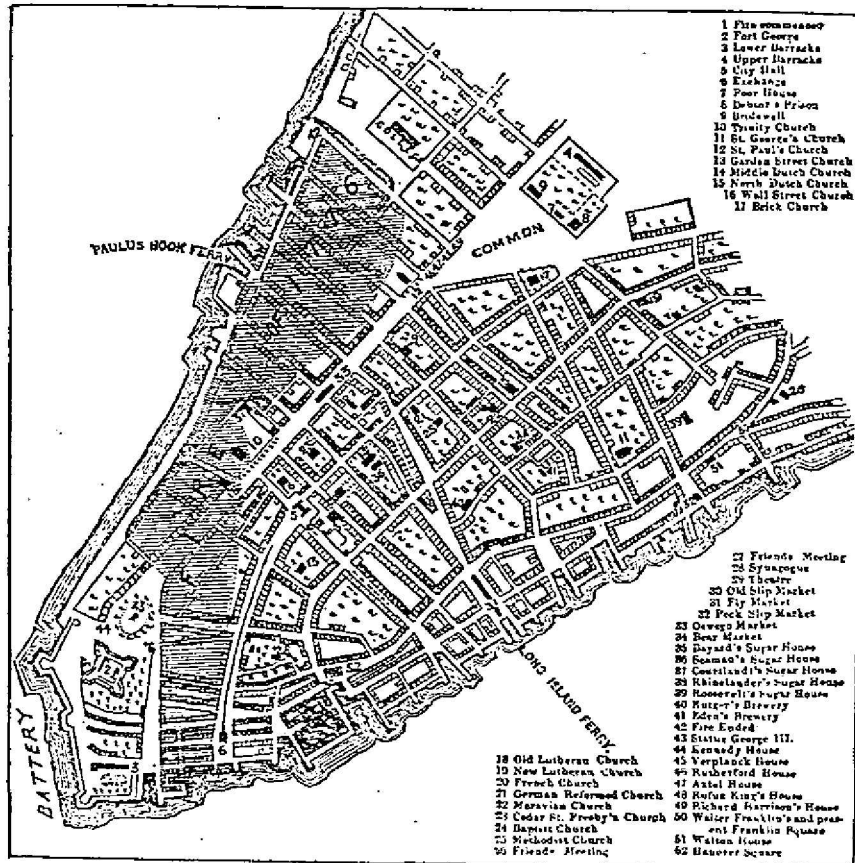 1 Fire commenced
2 Fort George
3 Lower Barracks
4 Upper Barracks
5 City Hall
6 Exchange
7 Poor House
8 Debtor's Prison
9 Bridewell
10 Trinity Church
11 St. George's Church
12 St. Paul's Church
13 Garden Street Church
14 Middle Dutch Church
15 North Dutch Church
16 Wall Street Church
17 Brick Church
PAULUS HOOK FERRY
COMMON
BATTERY
LONG ISLAND FERRY
18 Old Lutheran Church
19 New Lutheran Church
20 French Church
21 German Reformed Church
22 Moravian Church
23 Cedar St. Presby'n Church
24 Baptist Church
25 Methodist Church
26 Friends Meeting
27 Friends Meeting
28 Synagogue
29 Theatre
30 Old Slip Market
31 Fly Market
32 Peck Slip Market
33 Oswego Market
34 Bear Market
35 Bayard's Sugar House
36 Seaman's Sugar House
37 Courtlandt's Sugar House
38 Rhinelander's Sugar House
39 Roosevelt's Sugar House
40 Rutger's Brewery
41 Eden's Brewery
42 Fire Ended
43 Statue George III.
44 Kennedy House
45 Verplanck House
46 Rutherford House
47 Axtel House
48 Rufus King's House
49 Richard Harrison's House
50 Walter Franklin's and pres-
ent Franklin Square
51 Walton House
52 Hanover Square